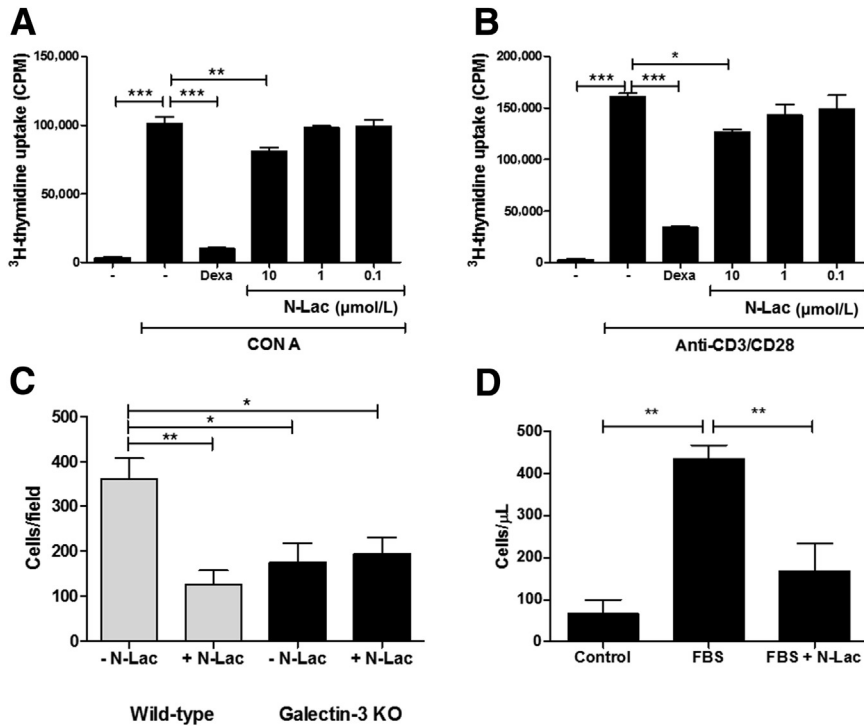 A
³H-thymidine uptake (CPM)
150,000
100,000
50,000
0
***
***
**
- - Dexa 10 1 0.1
N-Lac (µmol/L)
CON A
B
³H-thymidine uptake (CPM)
200,000
150,000
100,000
50,000
0
***
***
*
- - Dexa 10 1 0.1
N-Lac (µmol/L)
Anti-CD3/CD28
C
Cells/field
500
400
300
200
100
0
*
*
**
- N-Lac + N-Lac - N-Lac + N-Lac
Wild-type Galectin-3 KO
D
Cells/µL
500
400
300
200
100
0
** **
Control FBS FBS + N-Lac